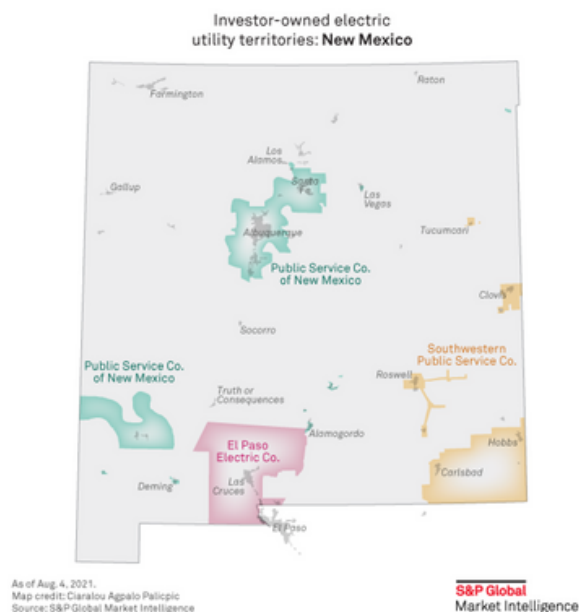 Investor-owned electric
utility territories: New Mexico
Raton
Farmington
Los
Alamos
Santa
Fe
Gallup
Las
Vegas
Albuquerque
Tucumcari
Public Service Co.
of New Mexico
Clovis
Socorro
Southwestern
Public Service Co.
Public Service Co.
of New Mexico
Roswell
Truth or
Consequences
Alamogordo
Hobbs
El Paso
Electric Co.
Carlsbad
Las
Cruces
Deming
El Paso
As of Aug. 4, 2021.
Map credit: Ciaralou Agpalo Palicpic
Source: S&P Global Market Intelligence
S&P Global
Market Intelligence